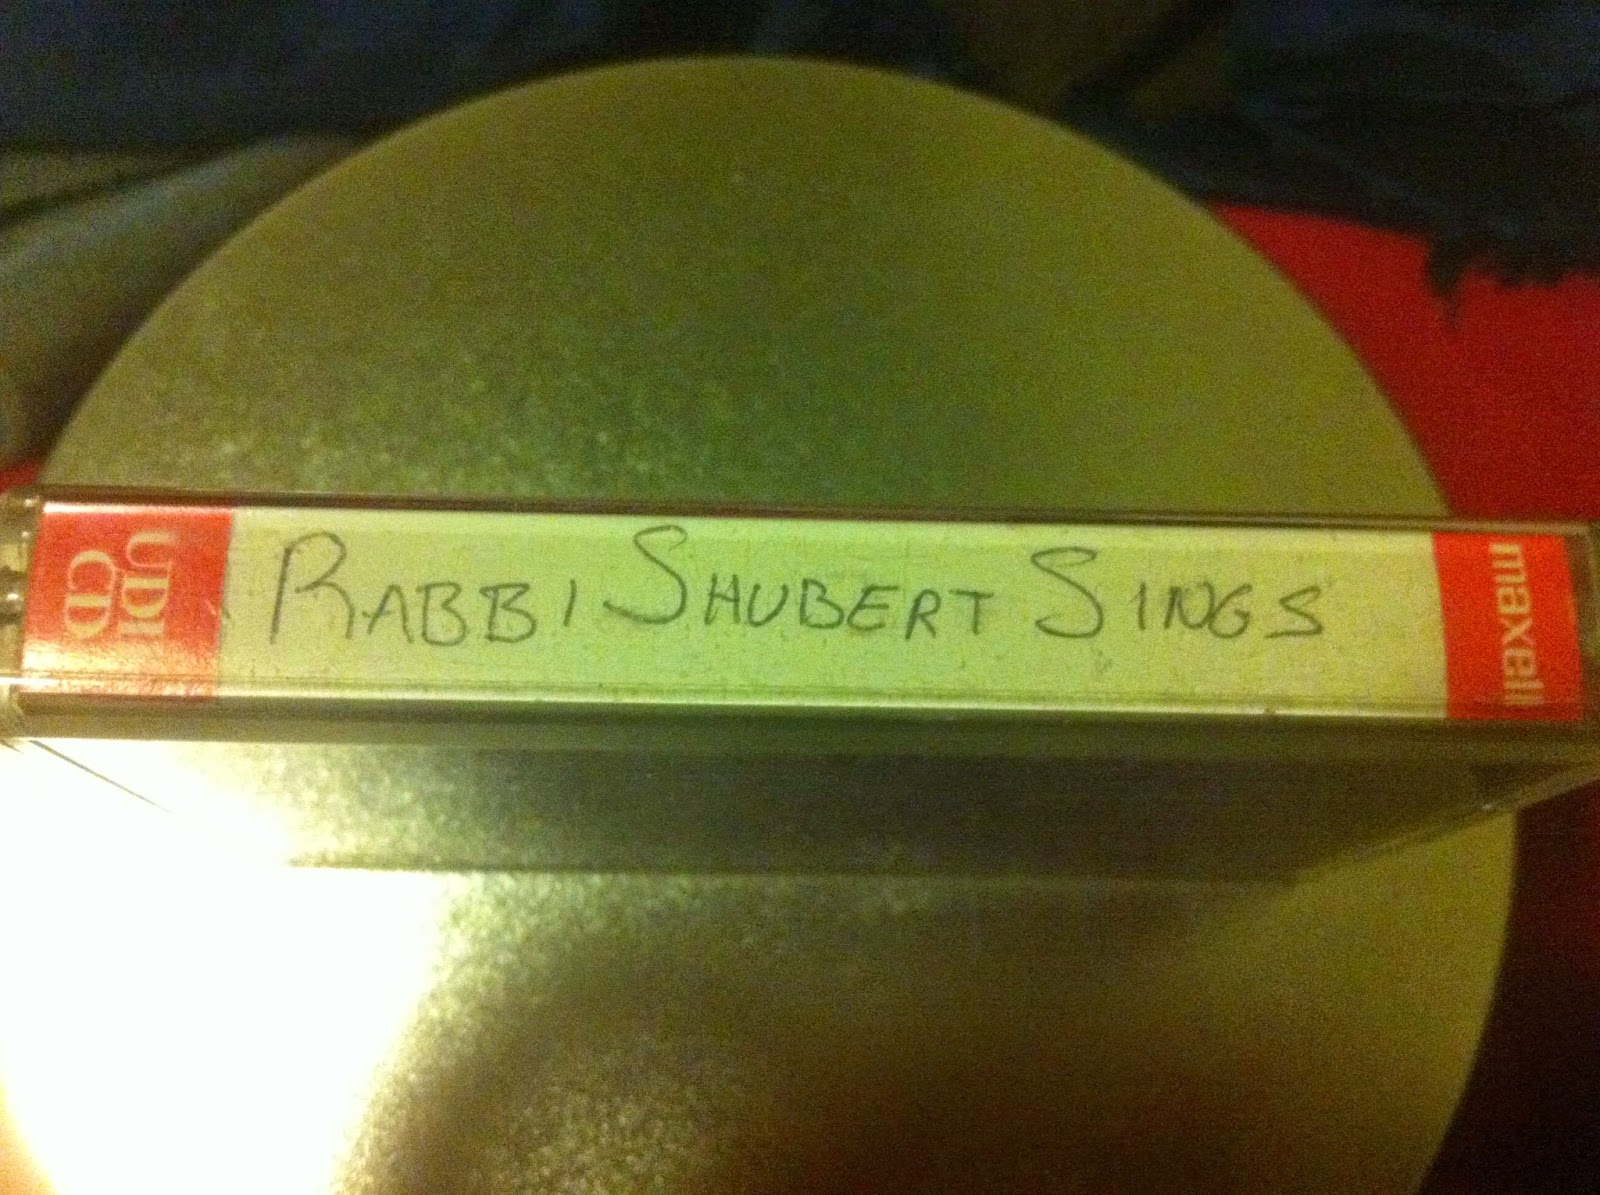 UDI
CD
RABBI SHUBERT SINGS
maxell